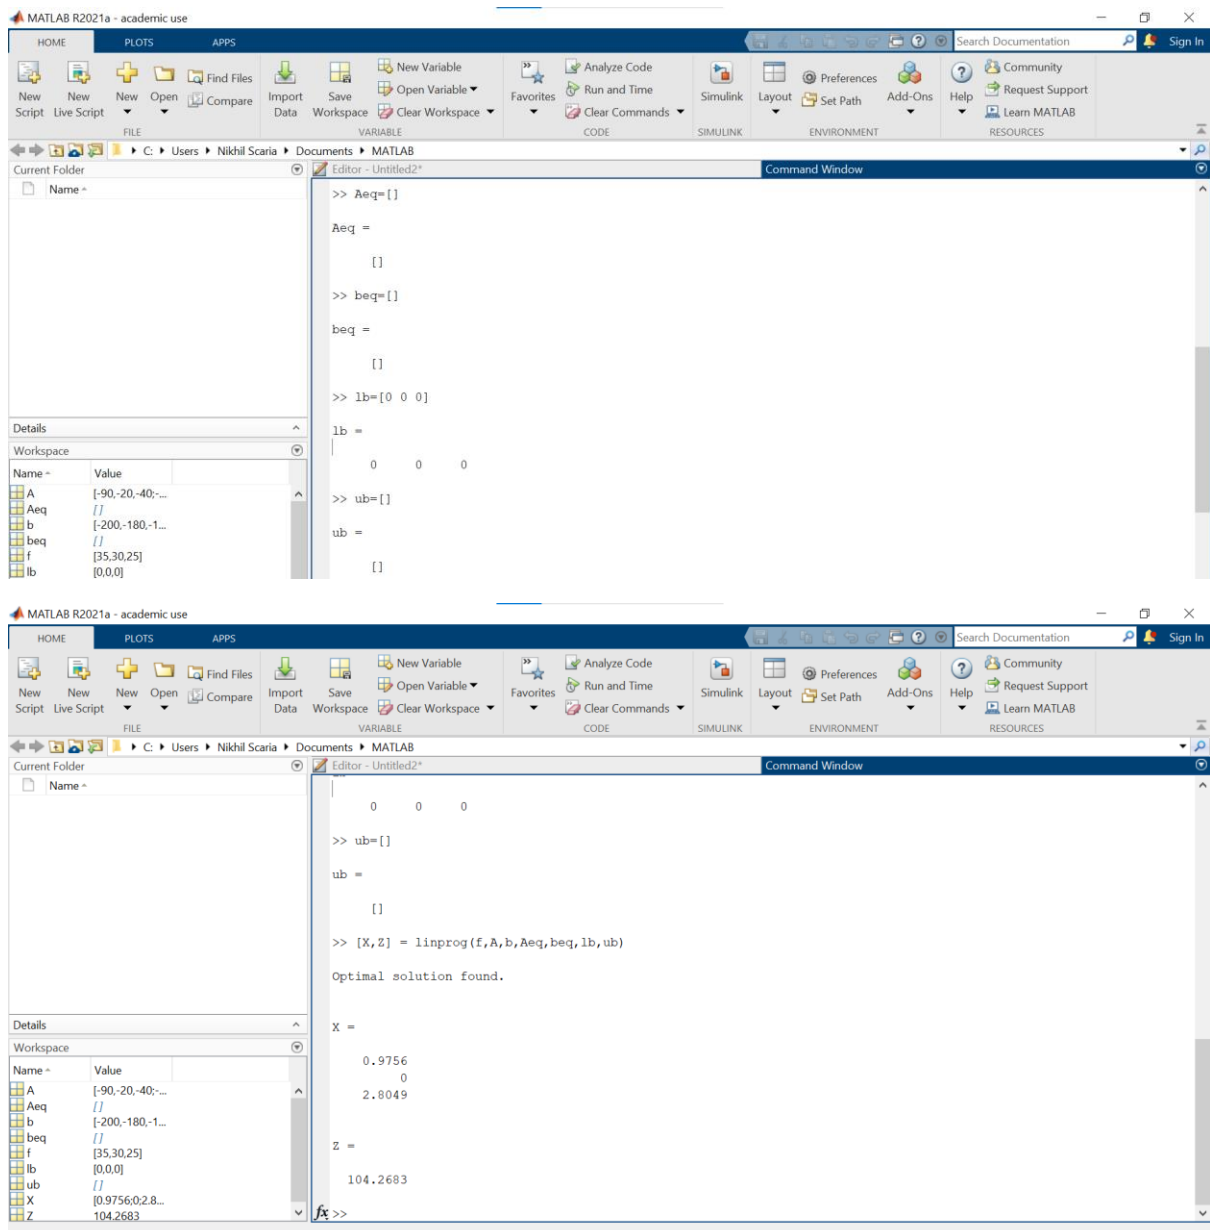 MATLAB R2021a - academic use
HOME PLOTS APPS Search Documentation Sign In
New Script New Live Script New Open Find Files Compare Import Data Save Workspace New Variable Open Variable Clear Workspace Favorites Analyze Code Run and Time Clear Commands Simulink Layout Preferences Set Path Add-Ons Help Community Request Support Learn MATLAB
FILE VARIABLE CODE SIMULINK ENVIRONMENT RESOURCES
C: Users Nikhil Scaria Documents MATLAB
Current Folder
Name
Details
Workspace
Name Value
A [-90,-20,-40;-...
Aeq []
b [-200,-180,-1...
beq []
f [35,30,25]
lb [0,0,0]
Editor - Untitled2* Command Window
>> Aeq=[]
Aeq =
[]
>> beq=[]
beq =
[]
>> lb=[0 0 0]
lb =
0 0 0
>> ub=[]
ub =
[]
MATLAB R2021a - academic use
HOME PLOTS APPS Search Documentation Sign In
New Script New Live Script New Open Find Files Compare Import Data Save Workspace New Variable Open Variable Clear Workspace Favorites Analyze Code Run and Time Clear Commands Simulink Layout Preferences Set Path Add-Ons Help Community Request Support Learn MATLAB
FILE VARIABLE CODE SIMULINK ENVIRONMENT RESOURCES
C: Users Nikhil Scaria Documents MATLAB
Current Folder
Name
Details
Workspace
Name Value
A [-90,-20,-40;-...
Aeq []
b [-200,-180,-1...
beq []
f [35,30,25]
lb [0,0,0]
ub []
X [0.9756;0;2.8...
Z 104.2683
Editor - Untitled2* Command Window
0 0 0
>> ub=[]
ub =
[]
>> [X,Z] = linprog(f,A,b,Aeq,beq,lb,ub)
Optimal solution found.
X =
0.9756
0
2.8049
Z =
104.2683
fx >>